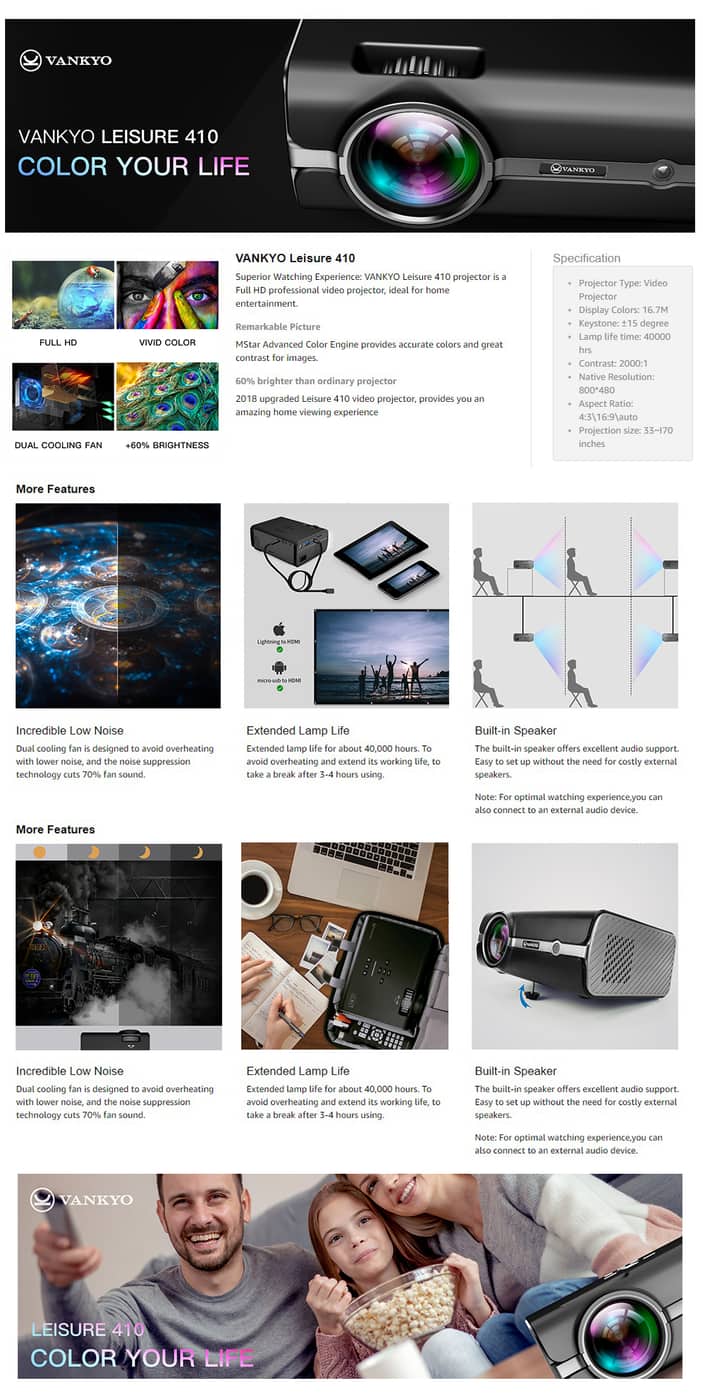 VANKYO
VANKYO LEISURE 410
COLOR YOUR LIFE
VANKYO
FULL HD
VIVID COLOR
DUAL COOLING FAN
+60% BRIGHTNESS
VANKYO Leisure 410
Superior Watching Experience: VANKYO Leisure 410 projector is a
Full HD professional video projector, ideal for home
entertainment.
Remarkable Picture
MStar Advanced Color Engine provides accurate colors and great
contrast for images.
60% brighter than ordinary projector
2018 upgraded Leisure 410 video projector, provides you an
amazing home viewing experience
Specification
• Projector Type: Video
Projector
• Display Colors: 16.7M
• Keystone: ±15 degree
• Lamp life time: 40000
hrs
• Contrast: 2000:1
• Native Resolution:
800*480
• Aspect Ratio:
4:3\16:9\auto
• Projection size: 33~170
inches
More Features
Lightning to HDMI
micro-usb to HDMI
Incredible Low Noise
Dual cooling fan is designed to avoid overheating
with lower noise, and the noise suppression
technology cuts 70% fan sound.
Extended Lamp Life
Extended lamp life for about 40,000 hours. To
avoid overheating and extend its working life, to
take a break after 3-4 hours using.
Built-in Speaker
The built-in speaker offers excellent audio support.
Easy to set up without the need for costly external
speakers.
Note: For optimal watching experience,you can
also connect to an external audio device.
More Features
Incredible Low Noise
Dual cooling fan is designed to avoid overheating
with lower noise, and the noise suppression
technology cuts 70% fan sound.
Extended Lamp Life
Extended lamp life for about 40,000 hours. To
avoid overheating and extend its working life, to
take a break after 3-4 hours using.
Built-in Speaker
The built-in speaker offers excellent audio support.
Easy to set up without the need for costly external
speakers.
Note: For optimal watching experience,you can
also connect to an external audio device.
VANKYO
LEISURE 410
COLOR YOUR LIFE